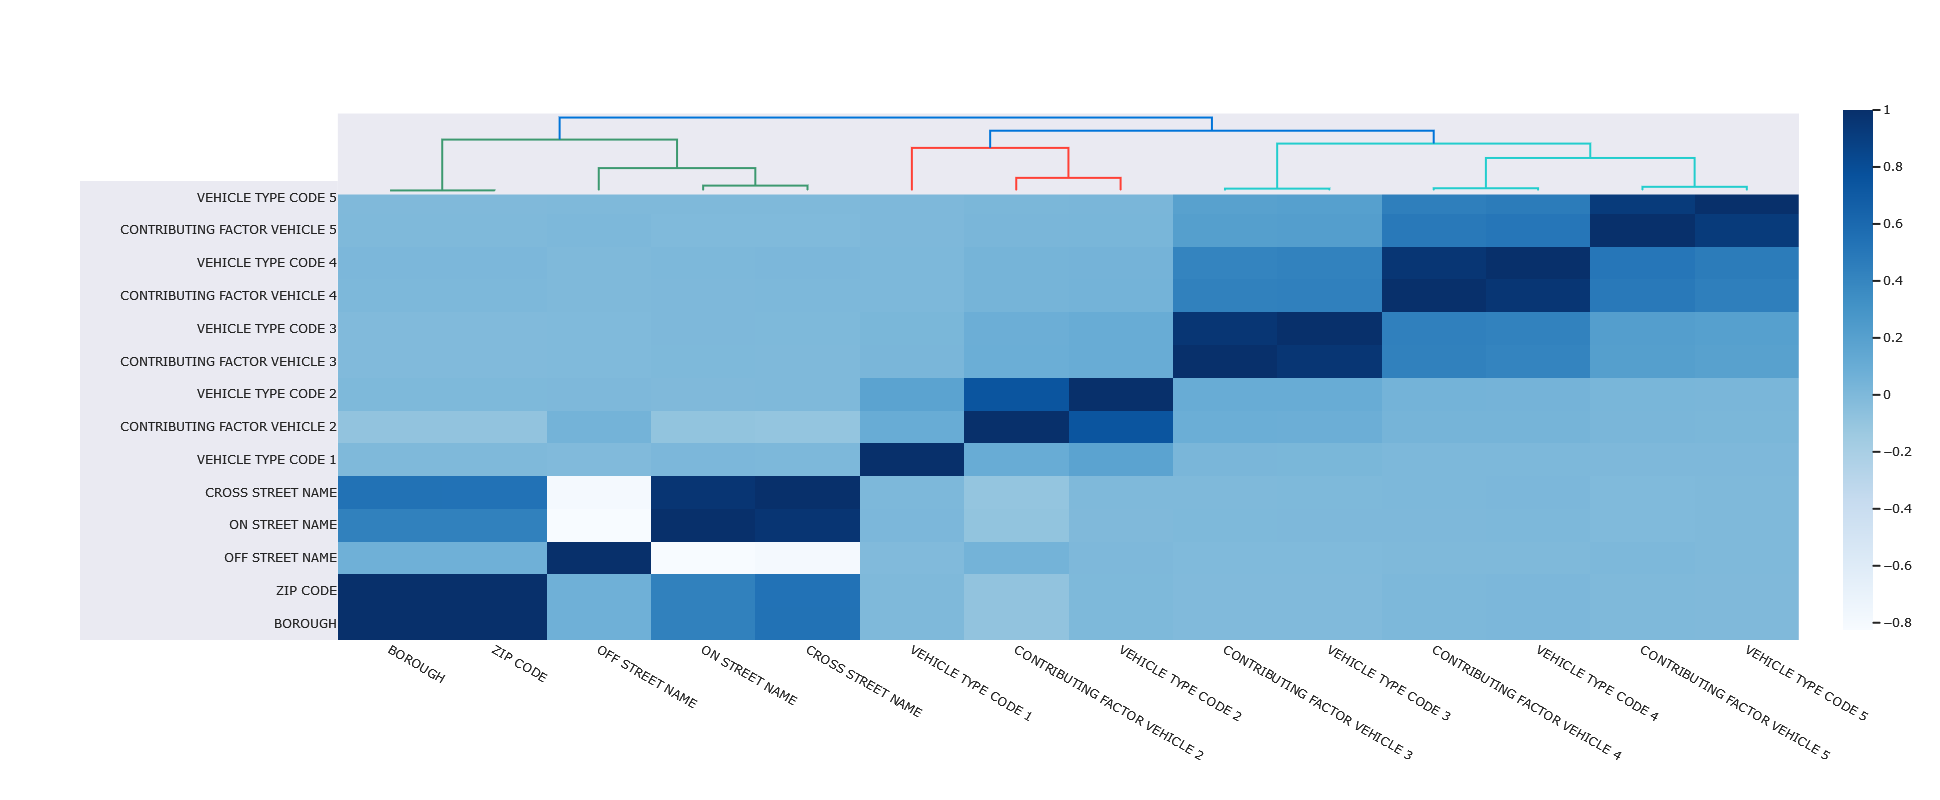 VEHICLE TYPE CODE 5
CONTRIBUTING FACTOR VEHICLE 5
VEHICLE TYPE CODE 4
CONTRIBUTING FACTOR VEHICLE 4
VEHICLE TYPE CODE 3
CONTRIBUTING FACTOR VEHICLE 3
VEHICLE TYPE CODE 2
CONTRIBUTING FACTOR VEHICLE 2
VEHICLE TYPE CODE 1
CROSS STREET NAME
ON STREET NAME
OFF STREET NAME
ZIP CODE
BOROUGH
BOROUGH
ZIP CODE
OFF STREET NAME
ON STREET NAME
CROSS STREET NAME
VEHICLE TYPE CODE 1
CONTRIBUTING FACTOR VEHICLE 2
VEHICLE TYPE CODE 2
CONTRIBUTING FACTOR VEHICLE 3
VEHICLE TYPE CODE 3
CONTRIBUTING FACTOR VEHICLE 4
VEHICLE TYPE CODE 4
CONTRIBUTING FACTOR VEHICLE 5
VEHICLE TYPE CODE 5
1
0.8
0.6
0.4
0.2
0
−0.2
−0.4
−0.6
−0.8